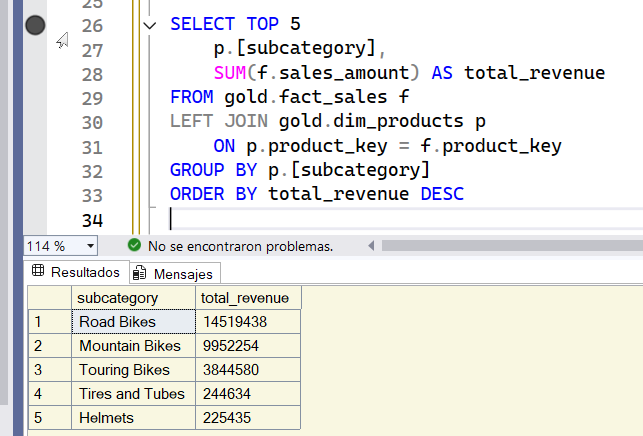 25
26 SELECT TOP 5
27 p.[subcategory],
28 SUM(f.sales_amount) AS total_revenue
29 FROM gold.fact_sales f
30 LEFT JOIN gold.dim_products p
31 ON p.product_key = f.product_key
32 GROUP BY p.[subcategory]
33 ORDER BY total_revenue DESC
34
114 % No se encontraron problemas.
Resultados Mensajes
subcategory total_revenue
1 Road Bikes 14519438
2 Mountain Bikes 9952254
3 Touring Bikes 3844580
4 Tires and Tubes 244634
5 Helmets 225435